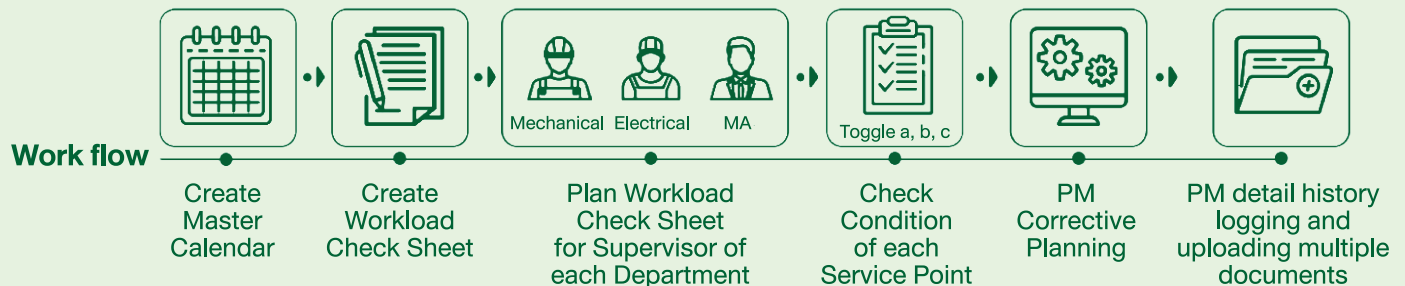 Mechanical Electrical MA
Toggle a, b, c
Work flow
Create
Master
Calendar
Create
Workload
Check Sheet
Plan Workload
Check Sheet
for Supervisor of
each Department
Check
Condition
of each
Service Point
PM
Corrective
Planning
PM detail history
logging and
uploading multiple
documents